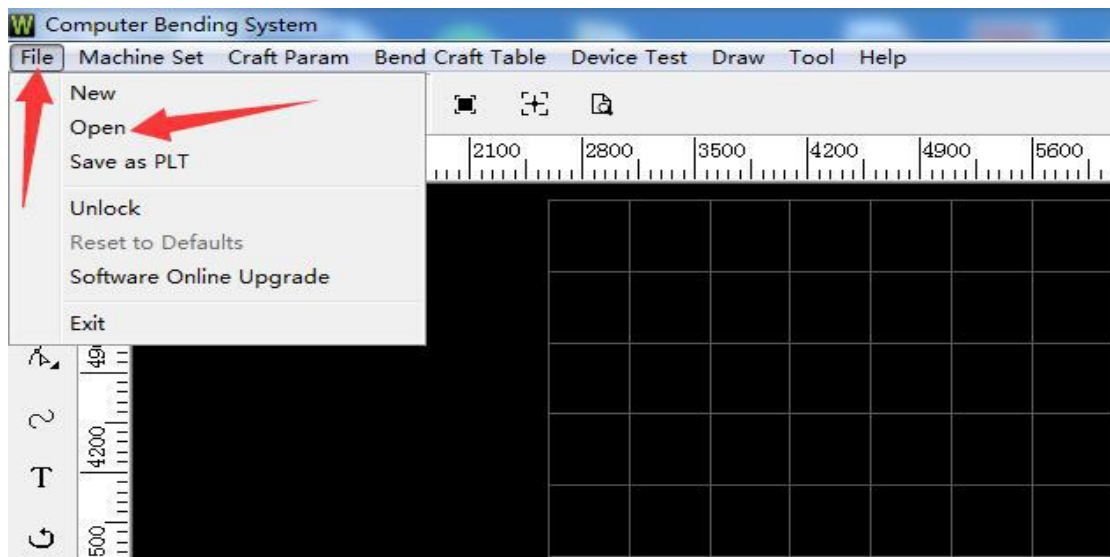 W Computer Bending System
File Machine Set Craft Param Bend Craft Table Device Test Draw Tool Help
New
Open
Save as PLT
2100 2800 3500 4200 4900 5600
Unlock
Reset to Defaults
Software Online Upgrade
Exit
4200
T